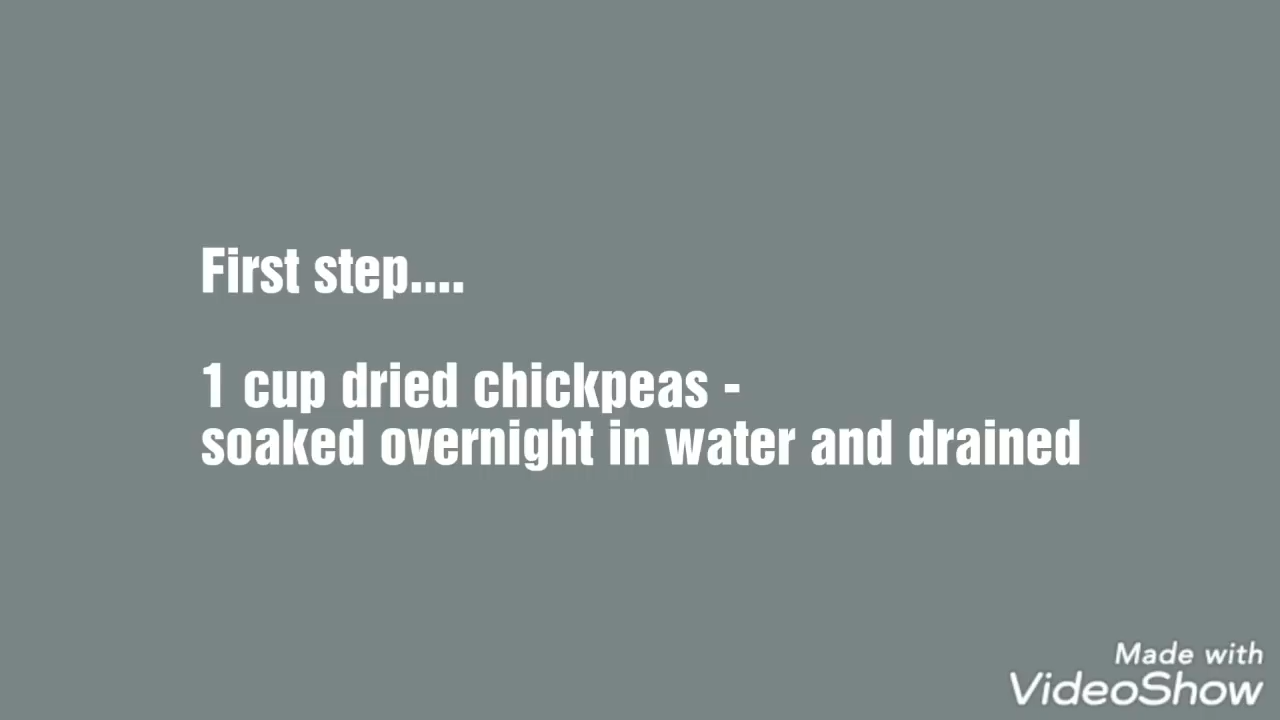 First step....
1 cup dried chickpeas -
soaked overnight in water and drained
Made with
VideoShow